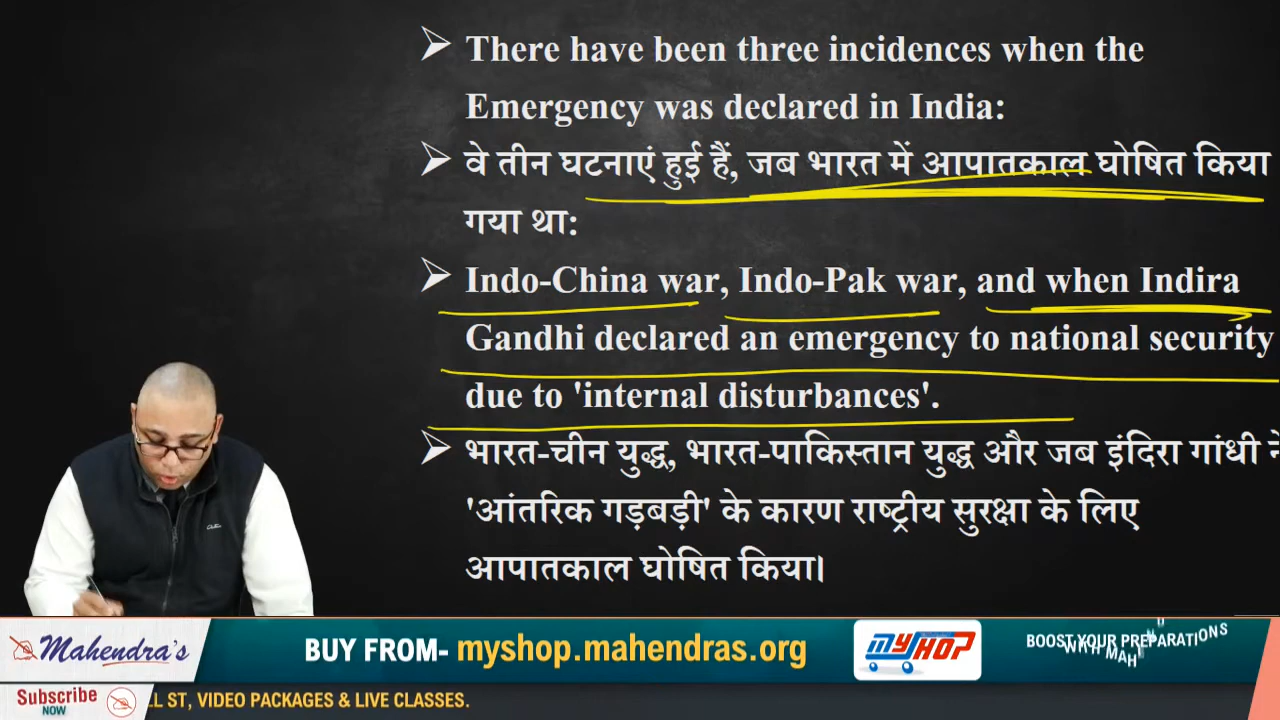 There have been three incidences when the
Emergency was declared in India:
वे तीन घटनाएं हुई हैं, जब भारत में आपातकाल घोषित किया
गया था:
Indo-China war, Indo-Pak war, and when Indira
Gandhi declared an emergency to national security
due to 'internal disturbances'.
भारत-चीन युद्ध, भारत-पाकिस्तान युद्ध और जब इंदिरा गांधी ने
'आंतरिक गड़बड़ी' के कारण राष्ट्रीय सुरक्षा के लिए
आपातकाल घोषित किया।
Mahendra's
BUY FROM- myshop.mahendras.org
MY HOP
BOOST YOUR PREPARATIONS
Subscribe
NOW
ST, VIDEO PACKAGES & LIVE CLASSES.